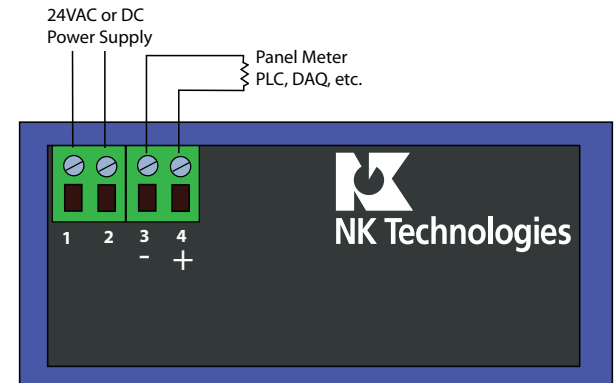 24VAC or DC
Power Supply
Panel Meter
PLC, DAQ, etc.
1 2 3 4
- +
NK Technologies